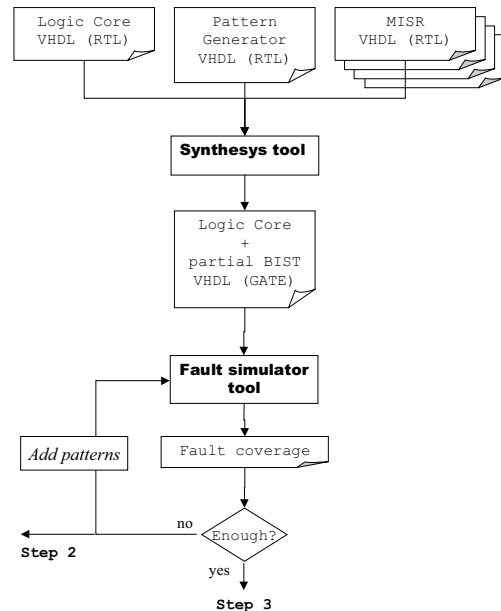 Logic Core
VHDL (RTL)
Pattern
Generator
VHDL (RTL)
MISR
VHDL (RTL)
Synthesys tool
Logic Core
+
partial BIST
VHDL (GATE)
Fault simulator
tool
Add patterns
Fault coverage
no
Enough?
Step 2
yes
Step 3